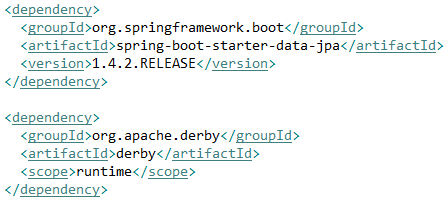 <dependency>
  <groupId>org.springframework.boot</groupId>
  <artifactId>spring-boot-starter-data-jpa</artifactId>
  <version>1.4.2.RELEASE</version>
</dependency>

<dependency>
  <groupId>org.apache.derby</groupId>
  <artifactId>derby</artifactId>
  <scope>runtime</scope>
</dependency>